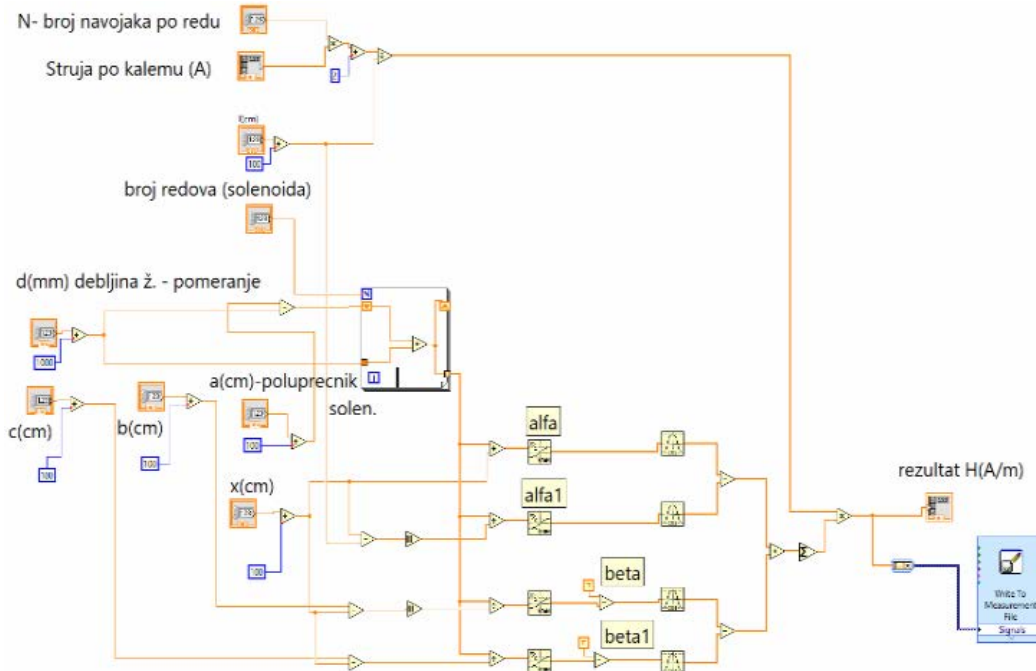 N- broj navojaka po redu
Struja po kalemu (A)
l(cm)
100
broj redova (solenoida)
d(mm) debljina ž. - pomeranje
1000
N
i
a(cm)-poluprecnik
solen.
100
c(cm)
100
b(cm)
100
x(cm)
100
alfa
alfa1
beta
beta1
rezultat H(A/m)
Write To
Measurement
File
Signals